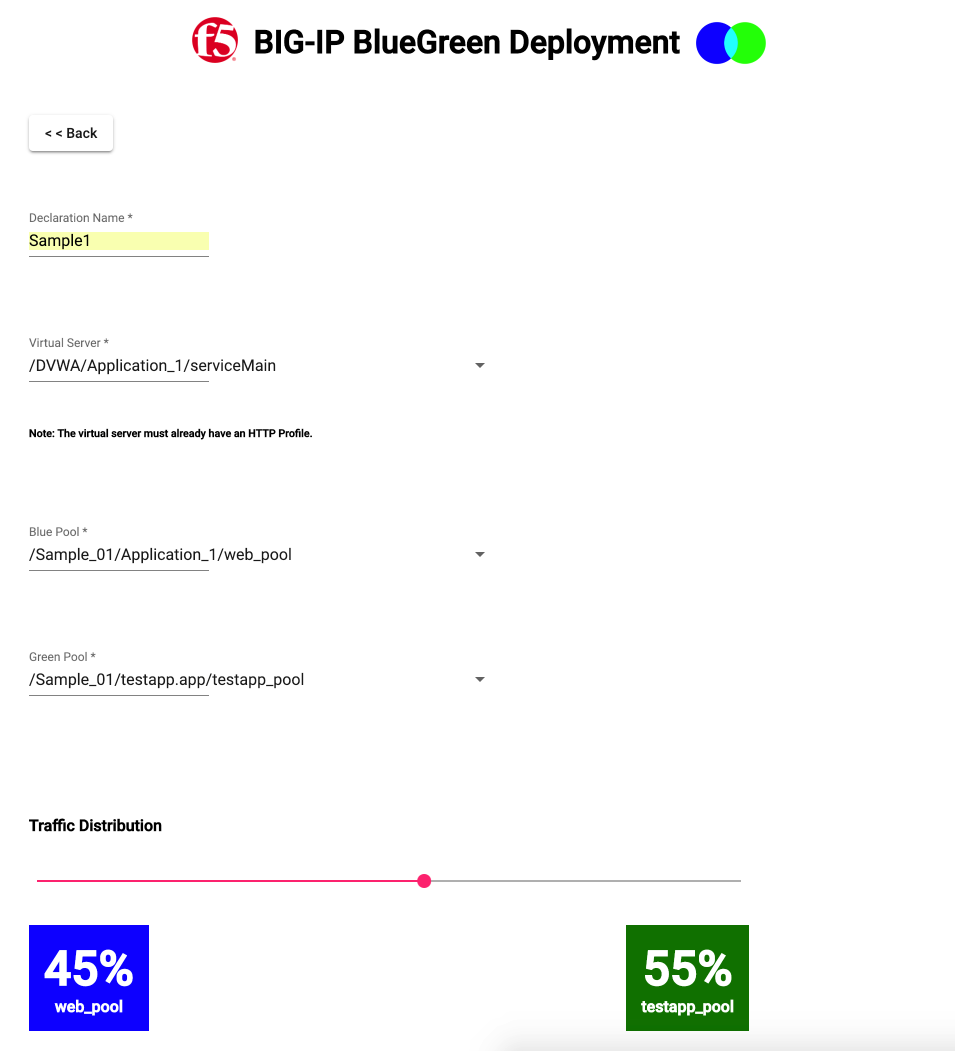 f5 BIG-IP BlueGreen Deployment
< < Back
Declaration Name *
Sample1
Virtual Server *
/DVWA/Application_1/serviceMain
Note: The virtual server must already have an HTTP Profile.
Blue Pool *
/Sample_01/Application_1/web_pool
Green Pool *
/Sample_01/testapp.app/testapp_pool
Traffic Distribution
45% 55%
web_pool testapp_pool